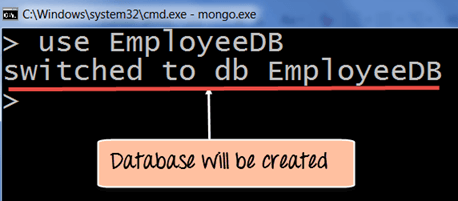 C:\Windows\system32\cmd.exe - mongo.exe
> use EmployeeDB
switched to db EmployeeDB
>
Database will be created